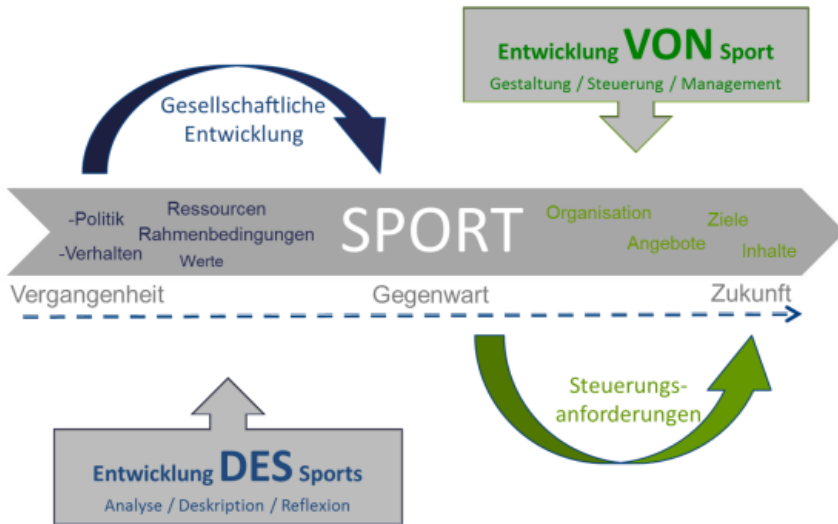 Entwicklung VON Sport
Gestaltung / Steuerung / Management
Gesellschaftliche
Entwicklung
-Politik
-Verhalten
Ressourcen
Rahmenbedingungen
Werte
SPORT
Organisation
Angebote
Ziele
Inhalte
Vergangenheit
Gegenwart
Zukunft
Steuerungs-
anforderungen
Entwicklung DES Sports
Analyse / Deskription / Reflexion